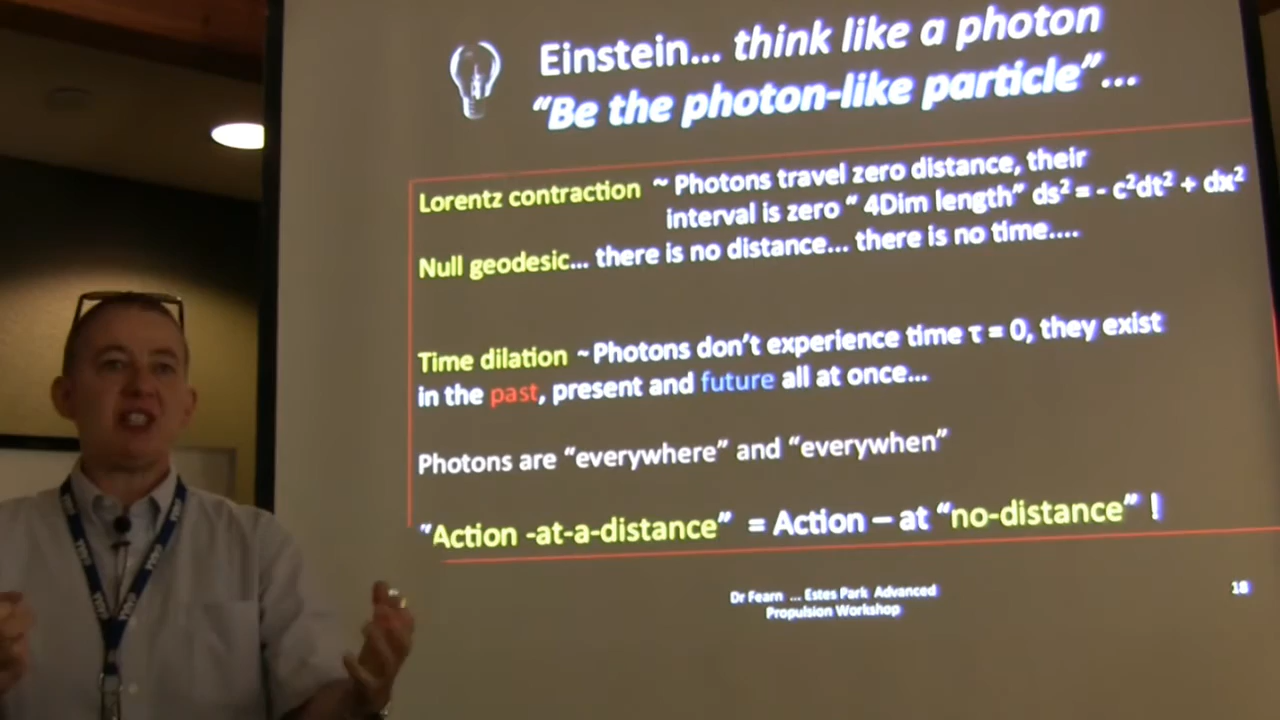 Einstein... think like a photon
“Be the photon-like particle”...
Lorentz contraction ~ Photons travel zero distance, their
interval is zero “ 4Dim length” ds² = - c²dt² + dx²
Null geodesic... there is no distance... there is no time....
Time dilation ~ Photons don’t experience time τ = 0, they exist
in the past, present and future all at once...
Photons are “everywhere” and “everywhen”
“Action -at-a-distance” = Action – at “no-distance” !
Dr Fearn ... Estes Park Advanced
Propulsion Workshop
18